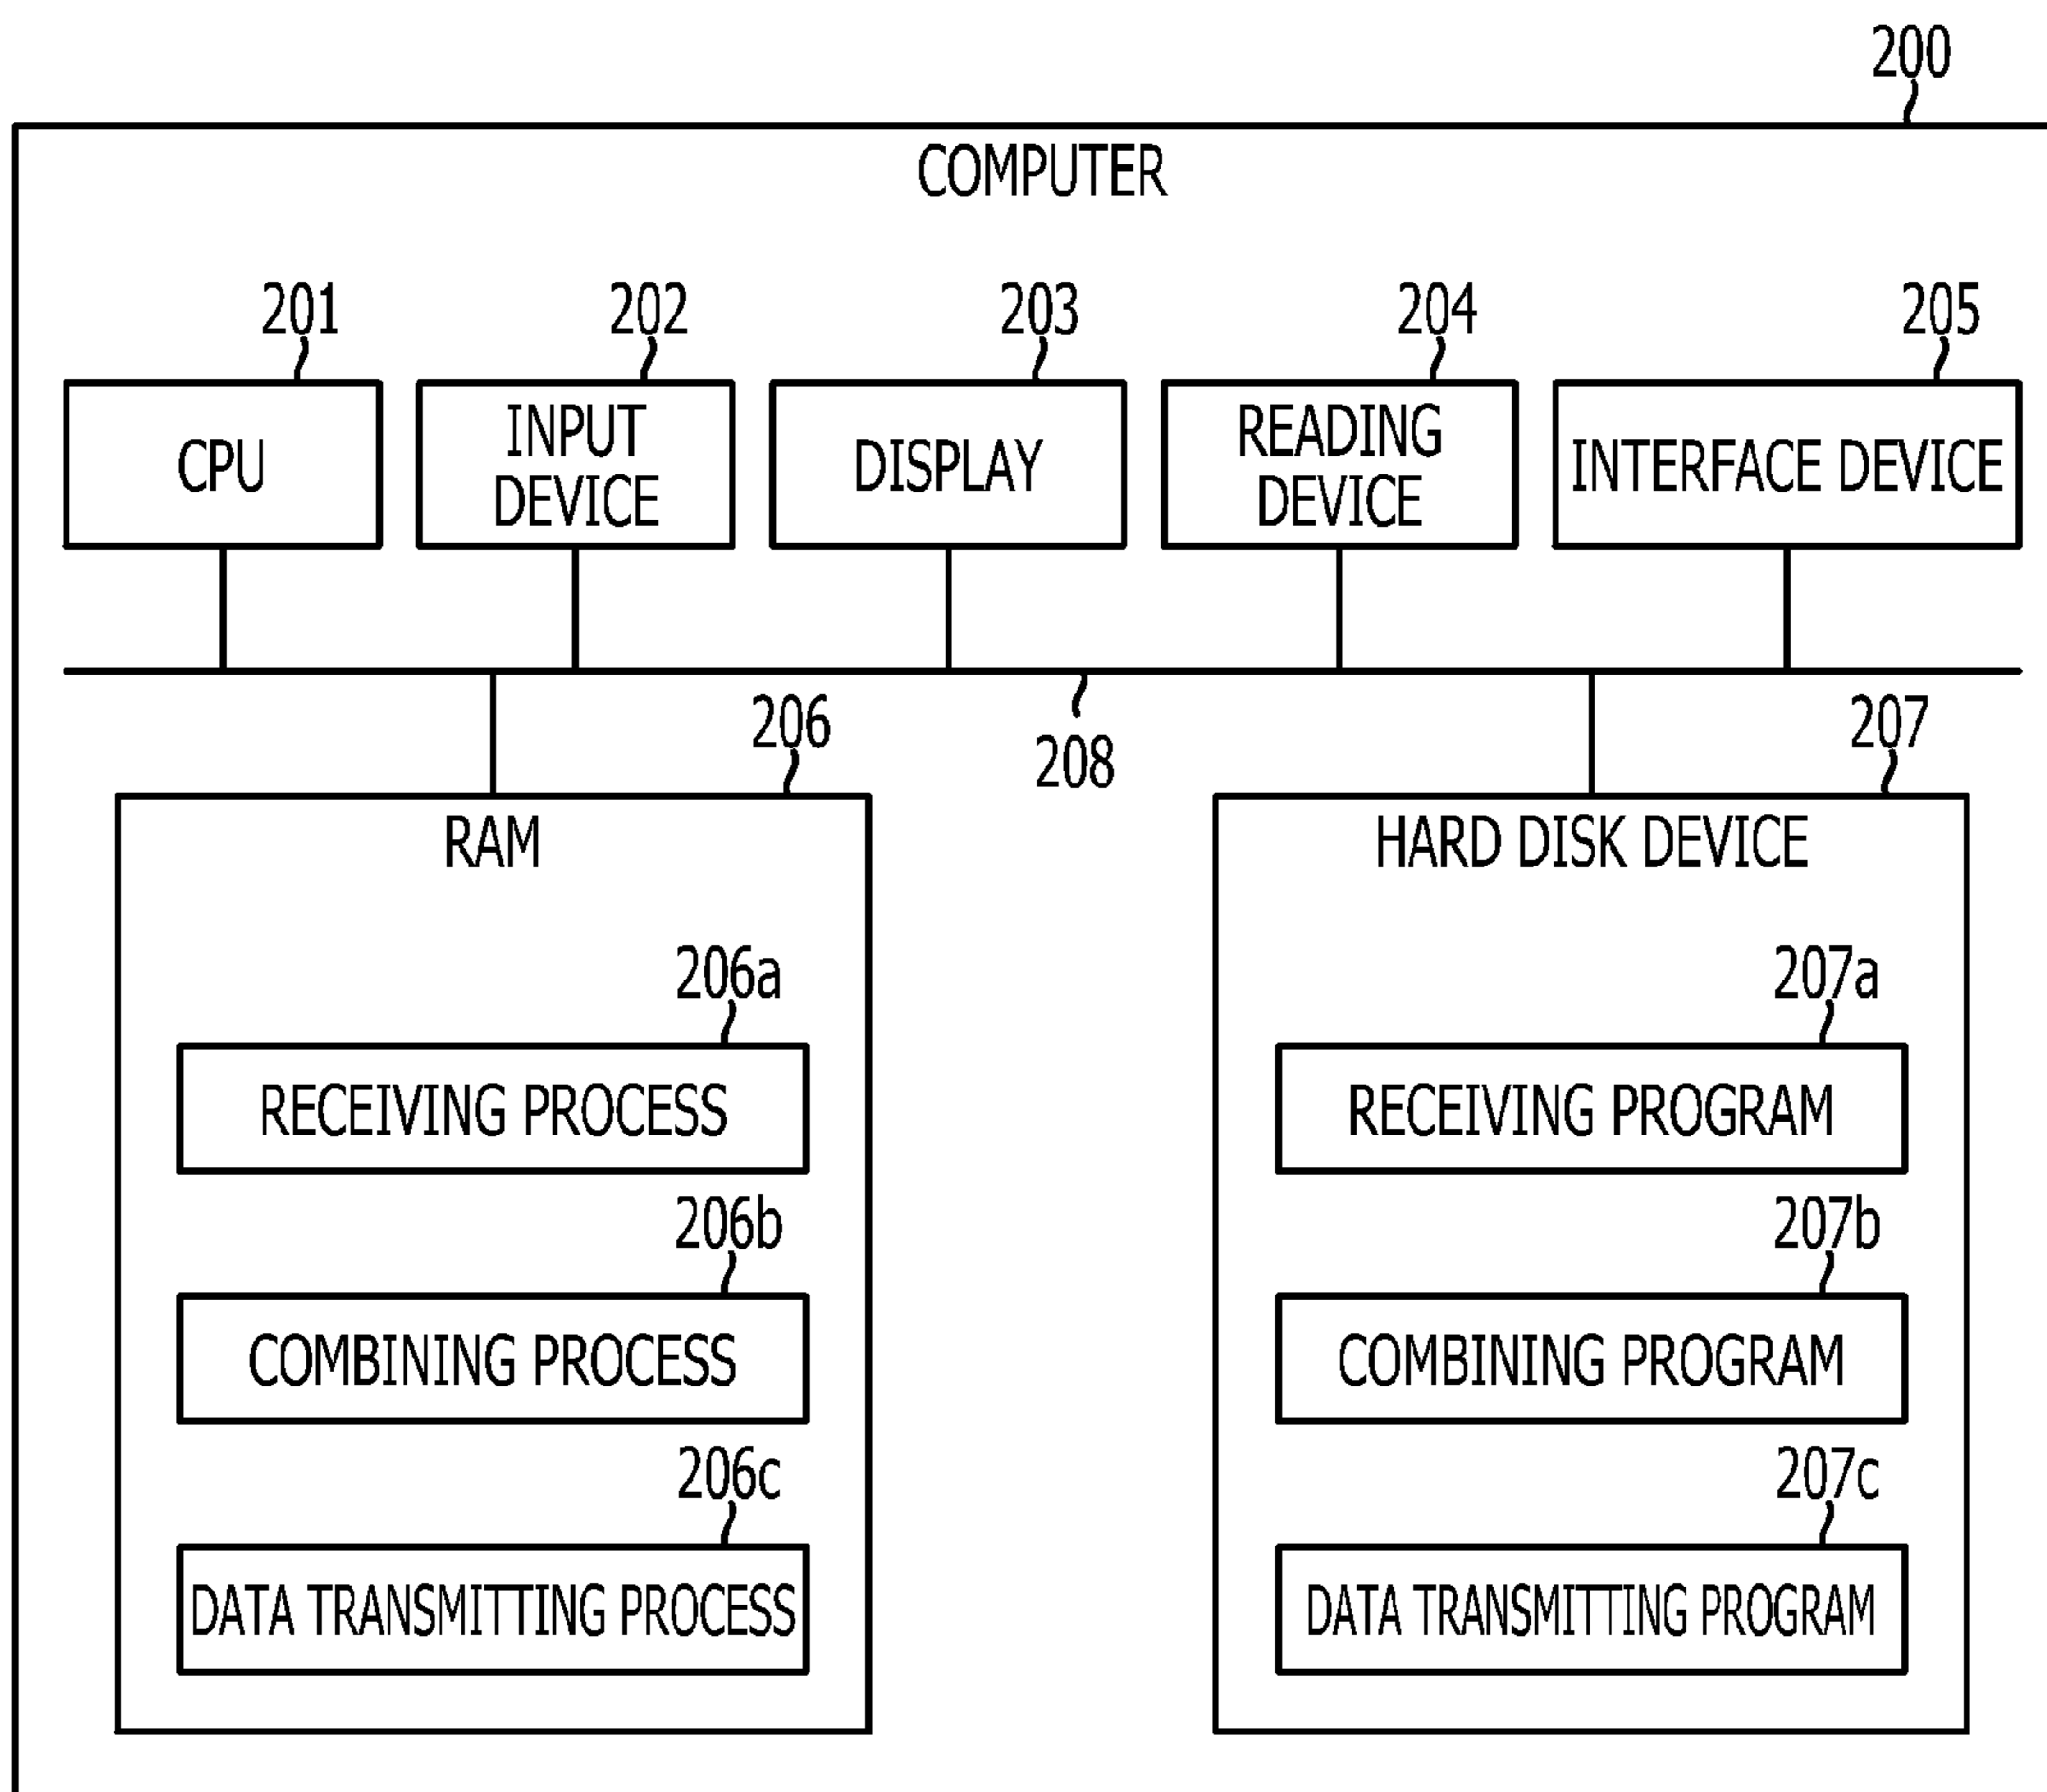 200
COMPUTER
201
202
203
204
205
CPU
INPUT
DEVICE
DISPLAY
READING
DEVICE
INTERFACE DEVICE
206
208
207
RAM
HARD DISK DEVICE
206a
207a
RECEIVING PROCESS
RECEIVING PROGRAM
206b
207b
COMBINING PROCESS
COMBINING PROGRAM
206c
207c
DATA TRANSMITTING PROCESS
DATA TRANSMITTING PROGRAM